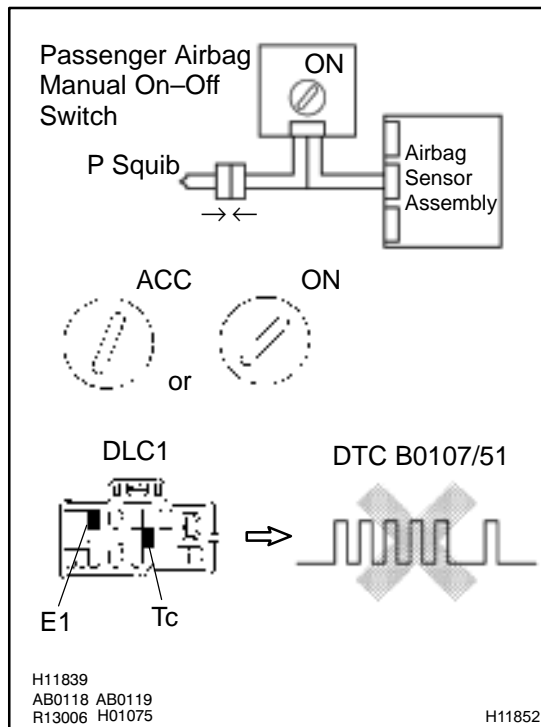 Passenger Airbag
Manual On–Off
Switch
ON
P Squib
Airbag
Sensor
Assembly
ACC
ON
or
DLC1
DTC B0107/51
E1
Tc
H11839
AB0118 AB0119
R13006 H01075
H11852